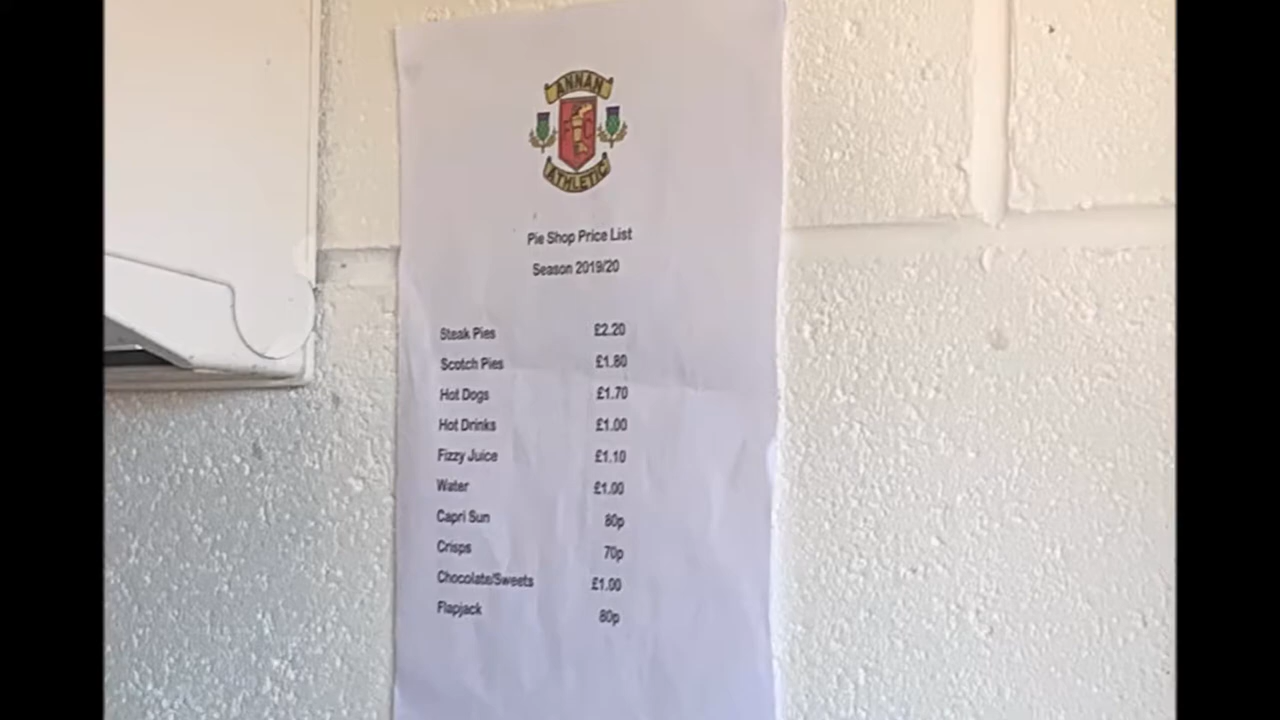 ANNAN
F C
ATHLETIC
Pie Shop Price List
Season 2019/20
Steak Pies £2.20
Scotch Pies £1.80
Hot Dogs £1.70
Hot Drinks £1.00
Fizzy Juice £1.10
Water £1.00
Capri Sun 80p
Crisps 70p
Chocolate/Sweets £1.00
Flapjack 80p